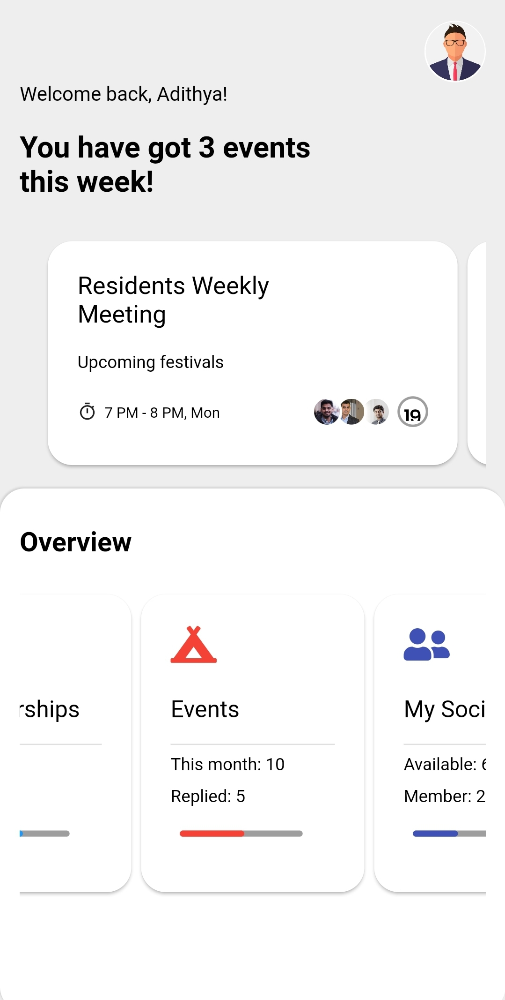 Welcome back, Adithya!
You have got 3 events
this week!
Residents Weekly
Meeting
Upcoming festivals
7 PM - 8 PM, Mon
19
Overview
rships
Events
My Soci
This month: 10
Available: 6
Replied: 5
Member: 2